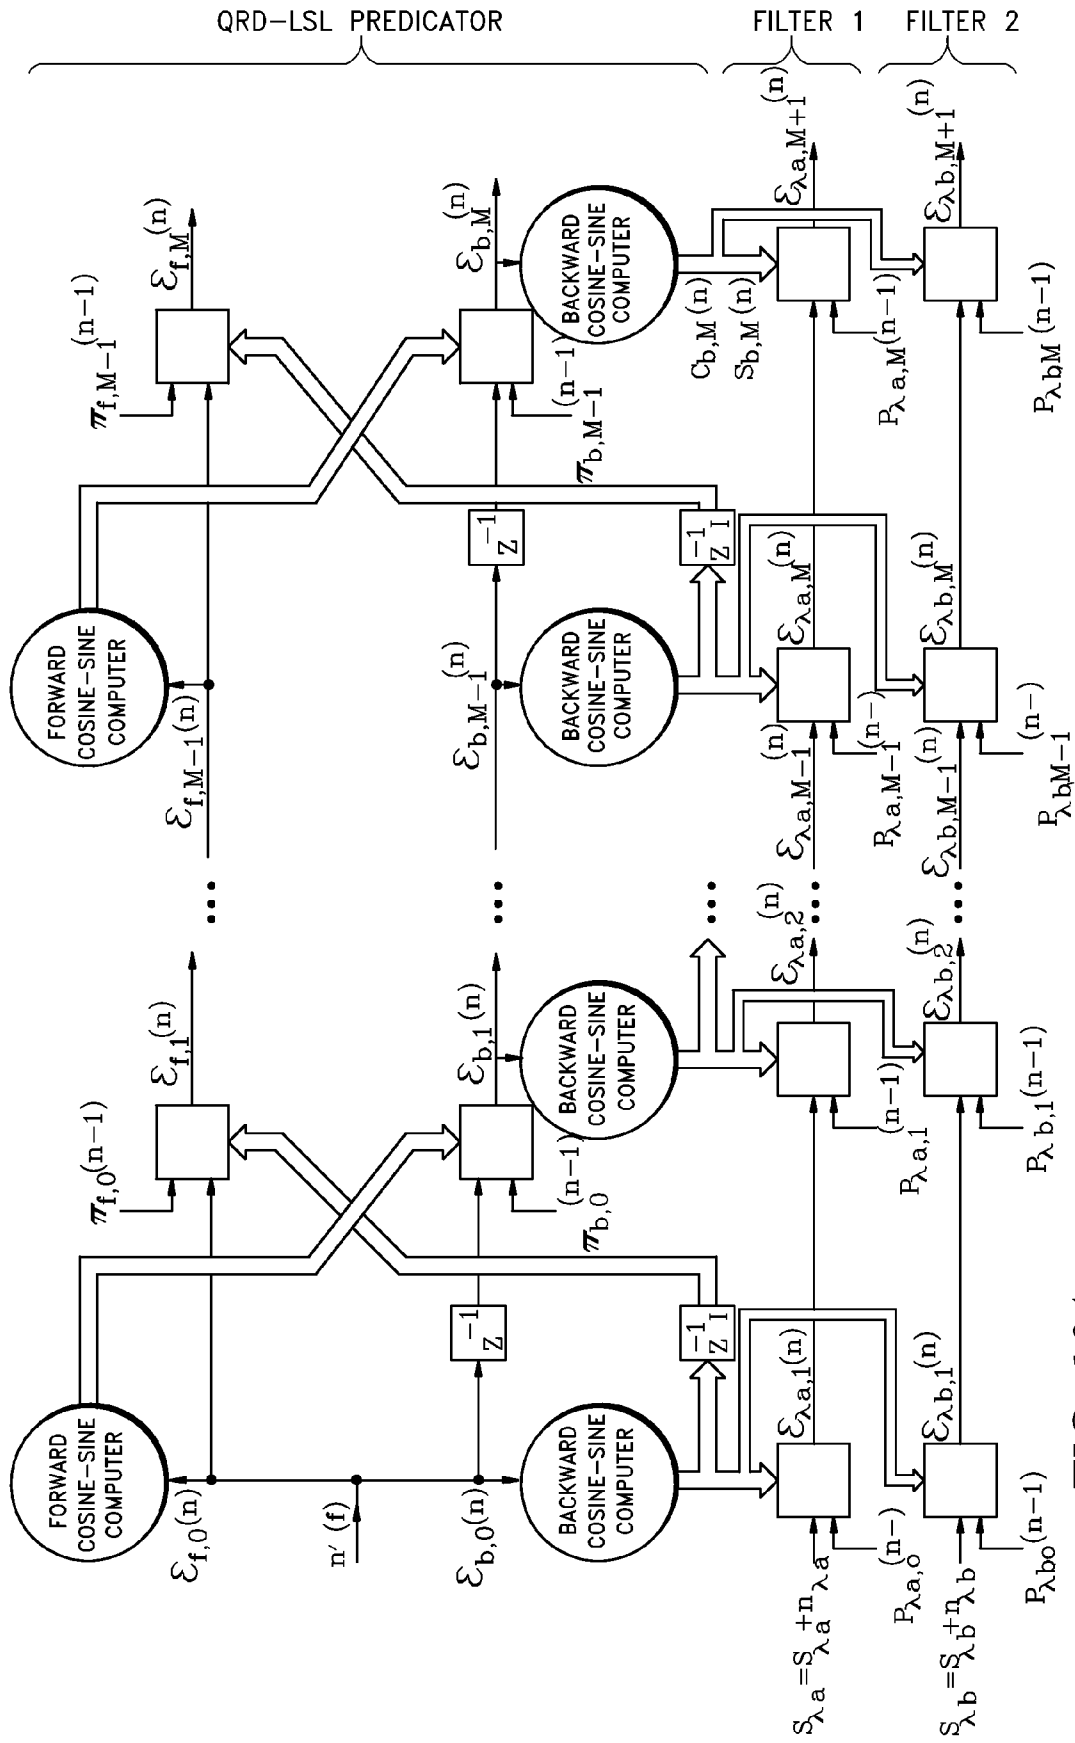 QRD-LSL PREDICATOR
FILTER 1
FILTER 2
FORWARD
COSINE-SINE
COMPUTER
FORWARD
COSINE-SINE
COMPUTER
ℰf,0(n)
πf,0(n-1)
ℰf,1(n)
ℰf,M-1(n)
πf,M-1(n-1)
ℰf,M(n)
n'(f)
ℰb,0(n)
Z-1
πb,0(n-1)
ℰb,1(n)
ℰb,M-1(n)
Z-1
πb,M-1(n-1)
ℰb,M(n)
BACKWARD
COSINE-SINE
COMPUTER
BACKWARD
COSINE-SINE
COMPUTER
BACKWARD
COSINE-SINE
COMPUTER
BACKWARD
COSINE-SINE
COMPUTER
Z-1I
Z-1I
Cb,M(n)
Sb,M(n)
Sλa=Sλa+nλa
Pλa,o(n-)
ℰλa,1(n)
Pλa,1(n-1)
ℰλa,2(n)
ℰλa,M-1(n)
Pλa,M-1(n-)
ℰλa,M(n)
Pλa,M(n-1)
ℰλa,M+1(n)
Sλb=Sλb+nλb
Pλbo(n-1)
ℰλb,1(n)
Pλb,1(n-1)
ℰλb,2(n)
ℰλb,M-1(n)
PλbM-1(n-)
ℰλb,M(n)
PλbM(n-1)
ℰλb,M+1(n)